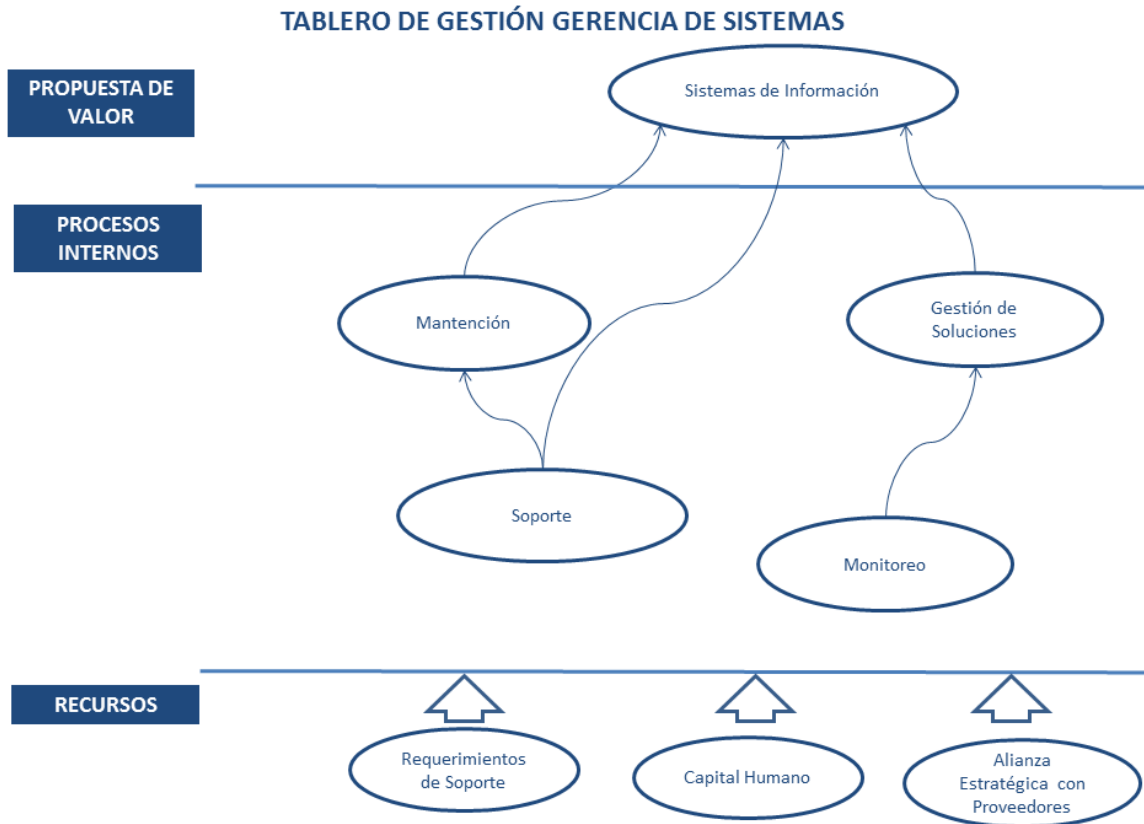 TABLERO DE GESTIÓN GERENCIA DE SISTEMAS
PROPUESTA DE
VALOR
Sistemas de Información
PROCESOS
INTERNOS
Mantención
Gestión de
Soluciones
Soporte
Monitoreo
RECURSOS
Requerimientos
de Soporte
Capital Humano
Alianza
Estratégica con
Proveedores